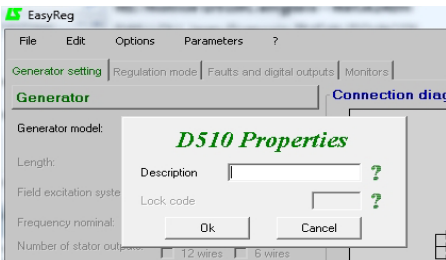 EasyReg
File Edit Options Parameters ?
Generator setting Regulation mode Faults and digital outputs Monitors
Generator
Connection diag
Generator model:
D510 Properties
Length:
Description ?
Field excitation syste
Lock code ?
Frequency nominal:
Ok Cancel
Number of stator outputs:
12 wires 6 wires